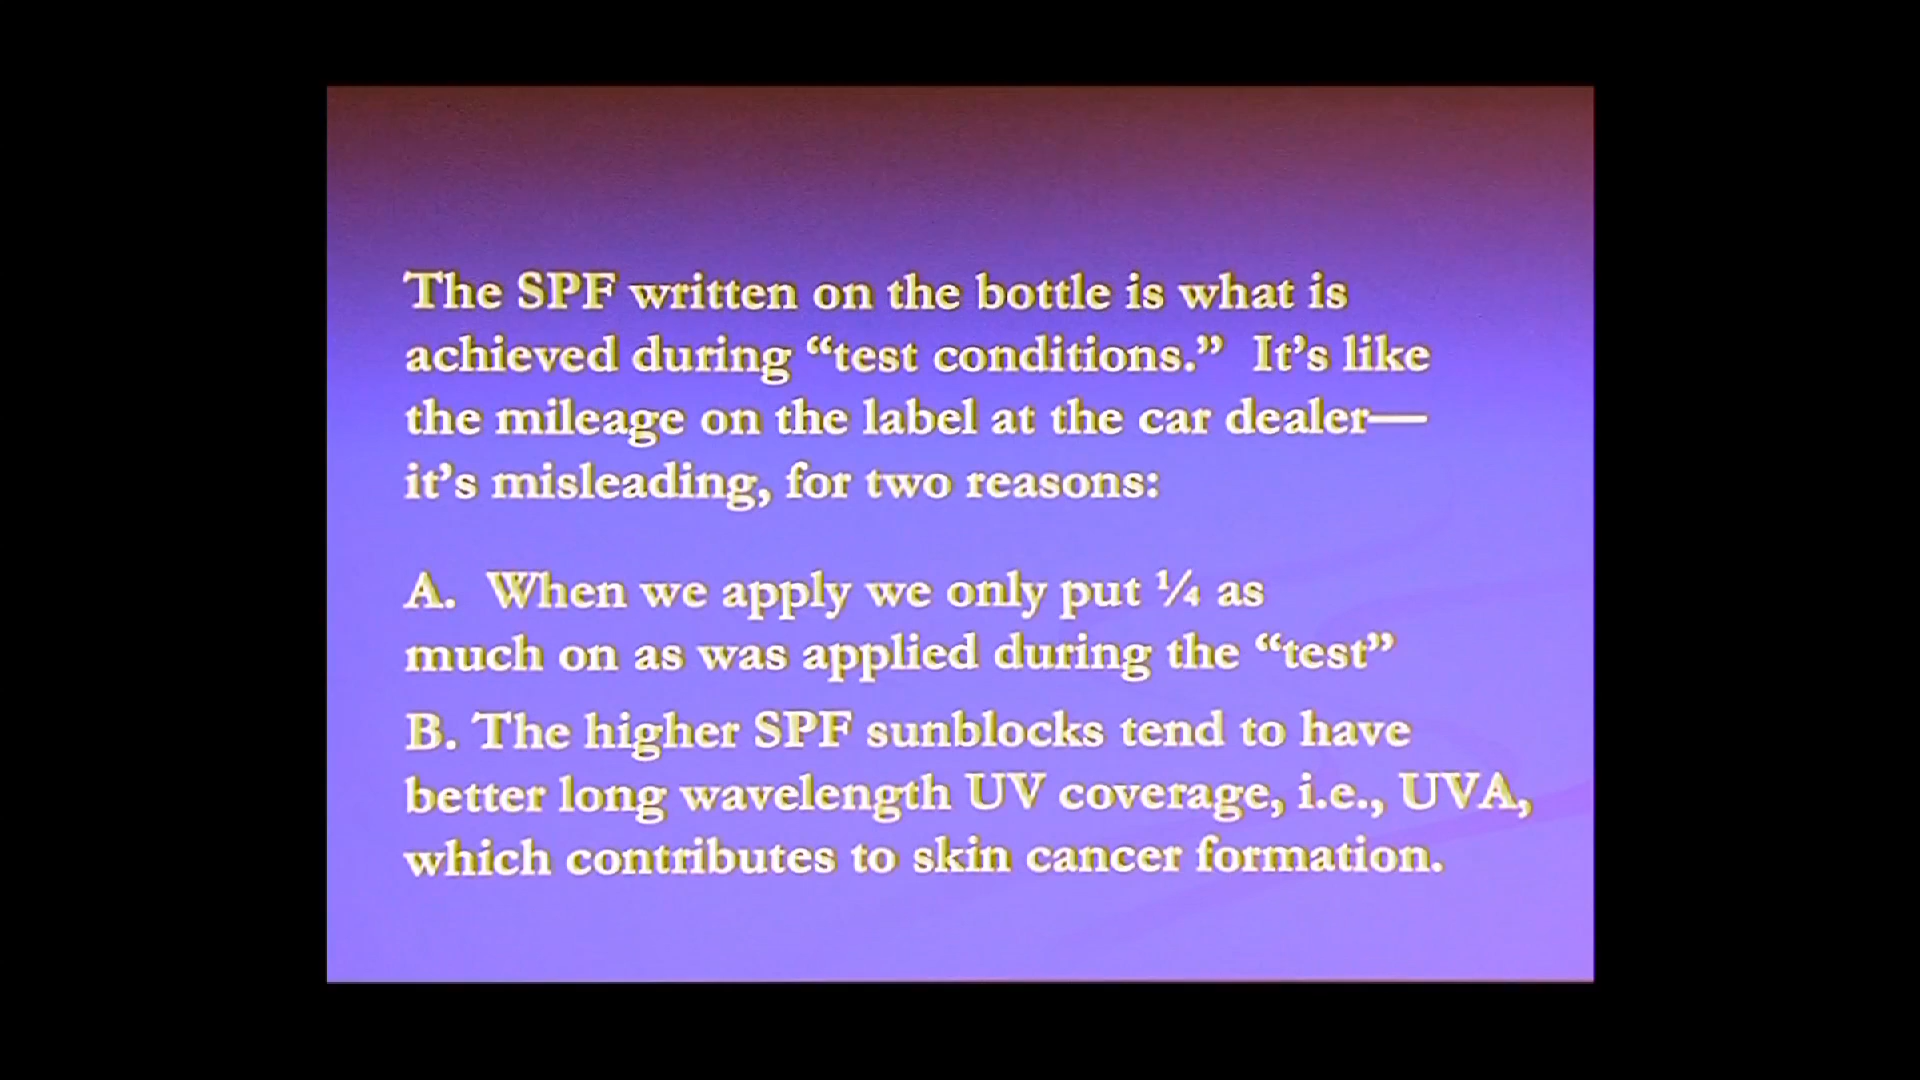 The SPF written on the bottle is what is
achieved during “test conditions.” It’s like
the mileage on the label at the car dealer—
it’s misleading, for two reasons:
A. When we apply we only put ¼ as
much on as was applied during the “test”
B. The higher SPF sunblocks tend to have
better long wavelength UV coverage, i.e., UVA,
which contributes to skin cancer formation.